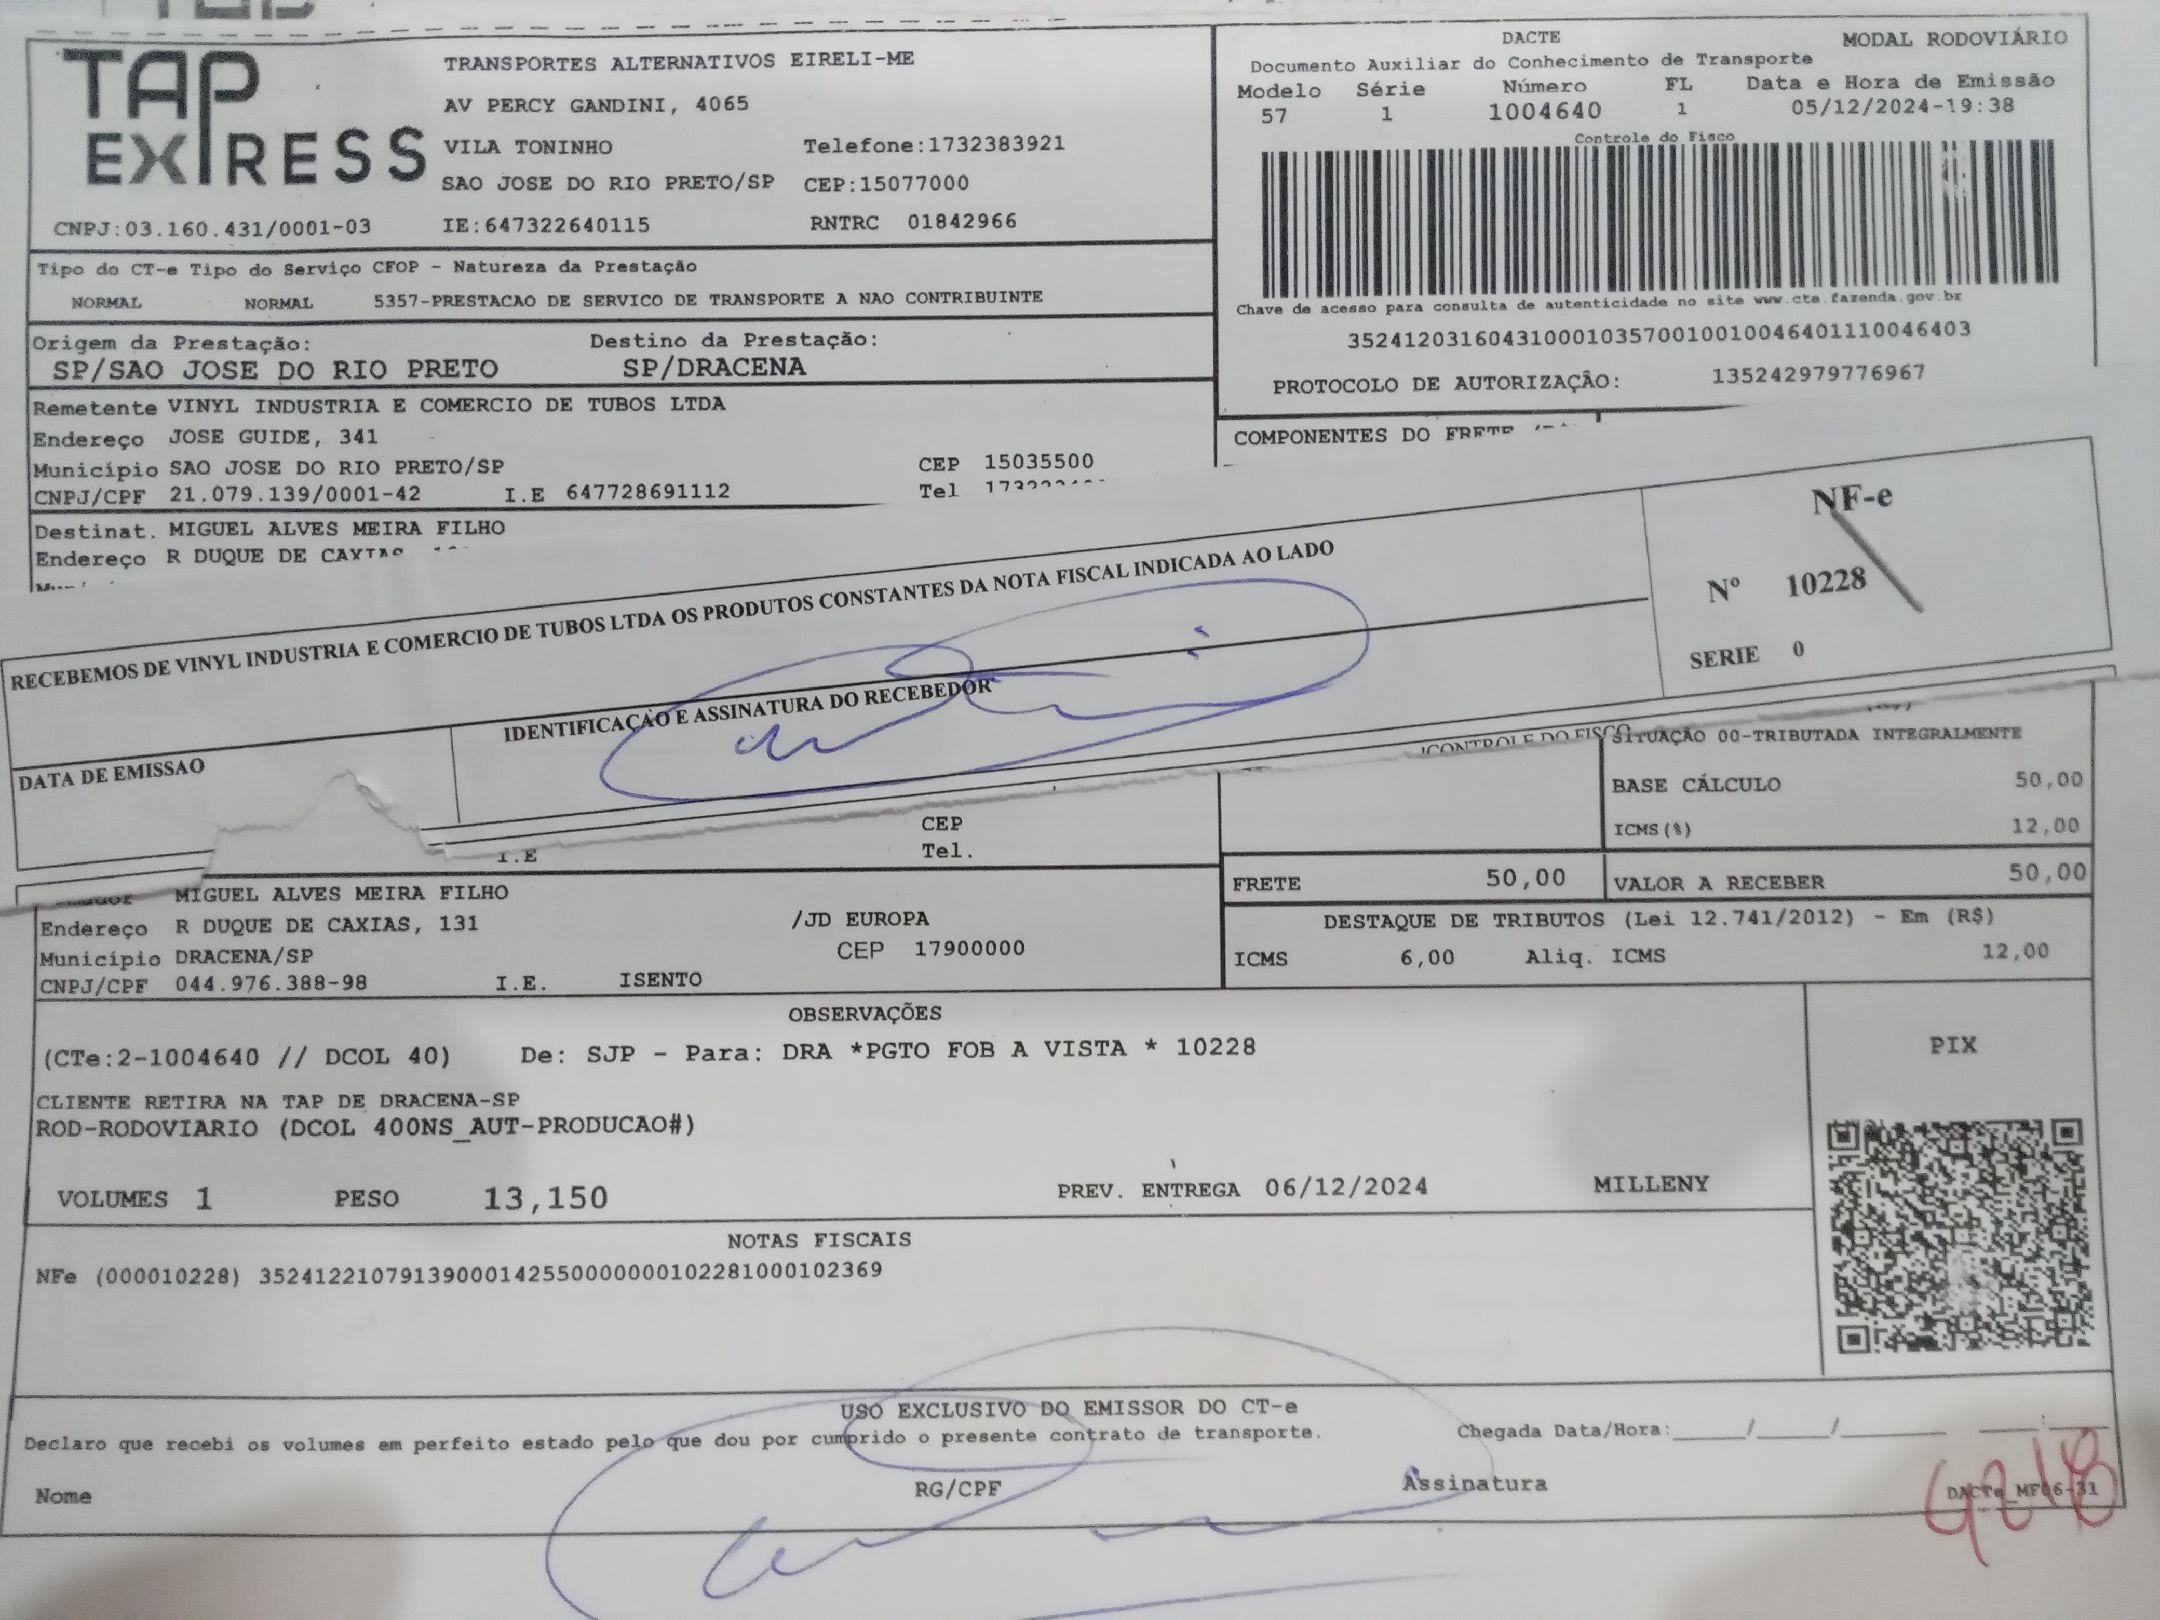 TAP EXPRESS
TRANSPORTES ALTERNATIVOS EIRELI-ME
AV PERCY GANDINI, 4065
VILA TONINHO Telefone:1732383921
SAO JOSE DO RIO PRETO/SP CEP:15077000
CNPJ:03.160.431/0001-03 IE:647322640115 RNTRC 01842966
DACTE MODAL RODOVIÁRIO
Documento Auxiliar do Conhecimento de Transporte
Modelo Série Número FL Data e Hora de Emissão
57 1 1004640 1 05/12/2024-19:38
Controle do Fisco
Chave de acesso para consulta de autenticidade no site www.cte.fazenda.gov.br
35241203160431000103570010010046401110046403
PROTOCOLO DE AUTORIZAÇÃO: 135242979776967
Tipo do CT-e Tipo do Serviço CFOP - Natureza da Prestação
NORMAL NORMAL 5357-PRESTACAO DE SERVICO DE TRANSPORTE A NAO CONTRIBUINTE
Origem da Prestação: Destino da Prestação:
SP/SAO JOSE DO RIO PRETO SP/DRACENA
Remetente VINYL INDUSTRIA E COMERCIO DE TUBOS LTDA
Endereço JOSE GUIDE, 341
Município SAO JOSE DO RIO PRETO/SP CEP 15035500
CNPJ/CPF 21.079.139/0001-42 I.E 647728691112 Tel
COMPONENTES DO FRETE
Destinat. MIGUEL ALVES MEIRA FILHO
Endereço R DUQUE DE CAXIAS
RECEBEMOS DE VINYL INDUSTRIA E COMERCIO DE TUBOS LTDA OS PRODUTOS CONSTANTES DA NOTA FISCAL INDICADA AO LADO
NF-e
Nº 10228
SERIE 0
DATA DE EMISSAO
IDENTIFICAÇAO E ASSINATURA DO RECEBEDOR
CONTROLE DO FISCO
SITUAÇÃO 00-TRIBUTADA INTEGRALMENTE
BASE CÁLCULO 50,00
ICMS(%) 12,00
CEP
I.E Tel.
FRETE 50,00 VALOR A RECEBER 50,00
MIGUEL ALVES MEIRA FILHO
Endereço R DUQUE DE CAXIAS, 131 /JD EUROPA
Município DRACENA/SP CEP 17900000
CNPJ/CPF 044.976.388-98 I.E. ISENTO
DESTAQUE DE TRIBUTOS (Lei 12.741/2012) - Em (R$)
ICMS 6,00 Aliq. ICMS 12,00
OBSERVAÇÕES
(CTe:2-1004640 // DCOL 40) De: SJP - Para: DRA *PGTO FOB A VISTA * 10228
CLIENTE RETIRA NA TAP DE DRACENA-SP
ROD-RODOVIARIO (DCOL 400NS_AUT-PRODUCAO#)
PIX
VOLUMES 1 PESO 13,150 PREV. ENTREGA 06/12/2024 MILLENY
NOTAS FISCAIS
NFe (000010228) 35241221079139000142550000000102281000102369
USO EXCLUSIVO DO EMISSOR DO CT-e
Declaro que recebi os volumes em perfeito estado pelo que dou por cumprido o presente contrato de transporte. Chegada Data/Hora:_____/_____/_______ ___:___
Nome RG/CPF Assinatura